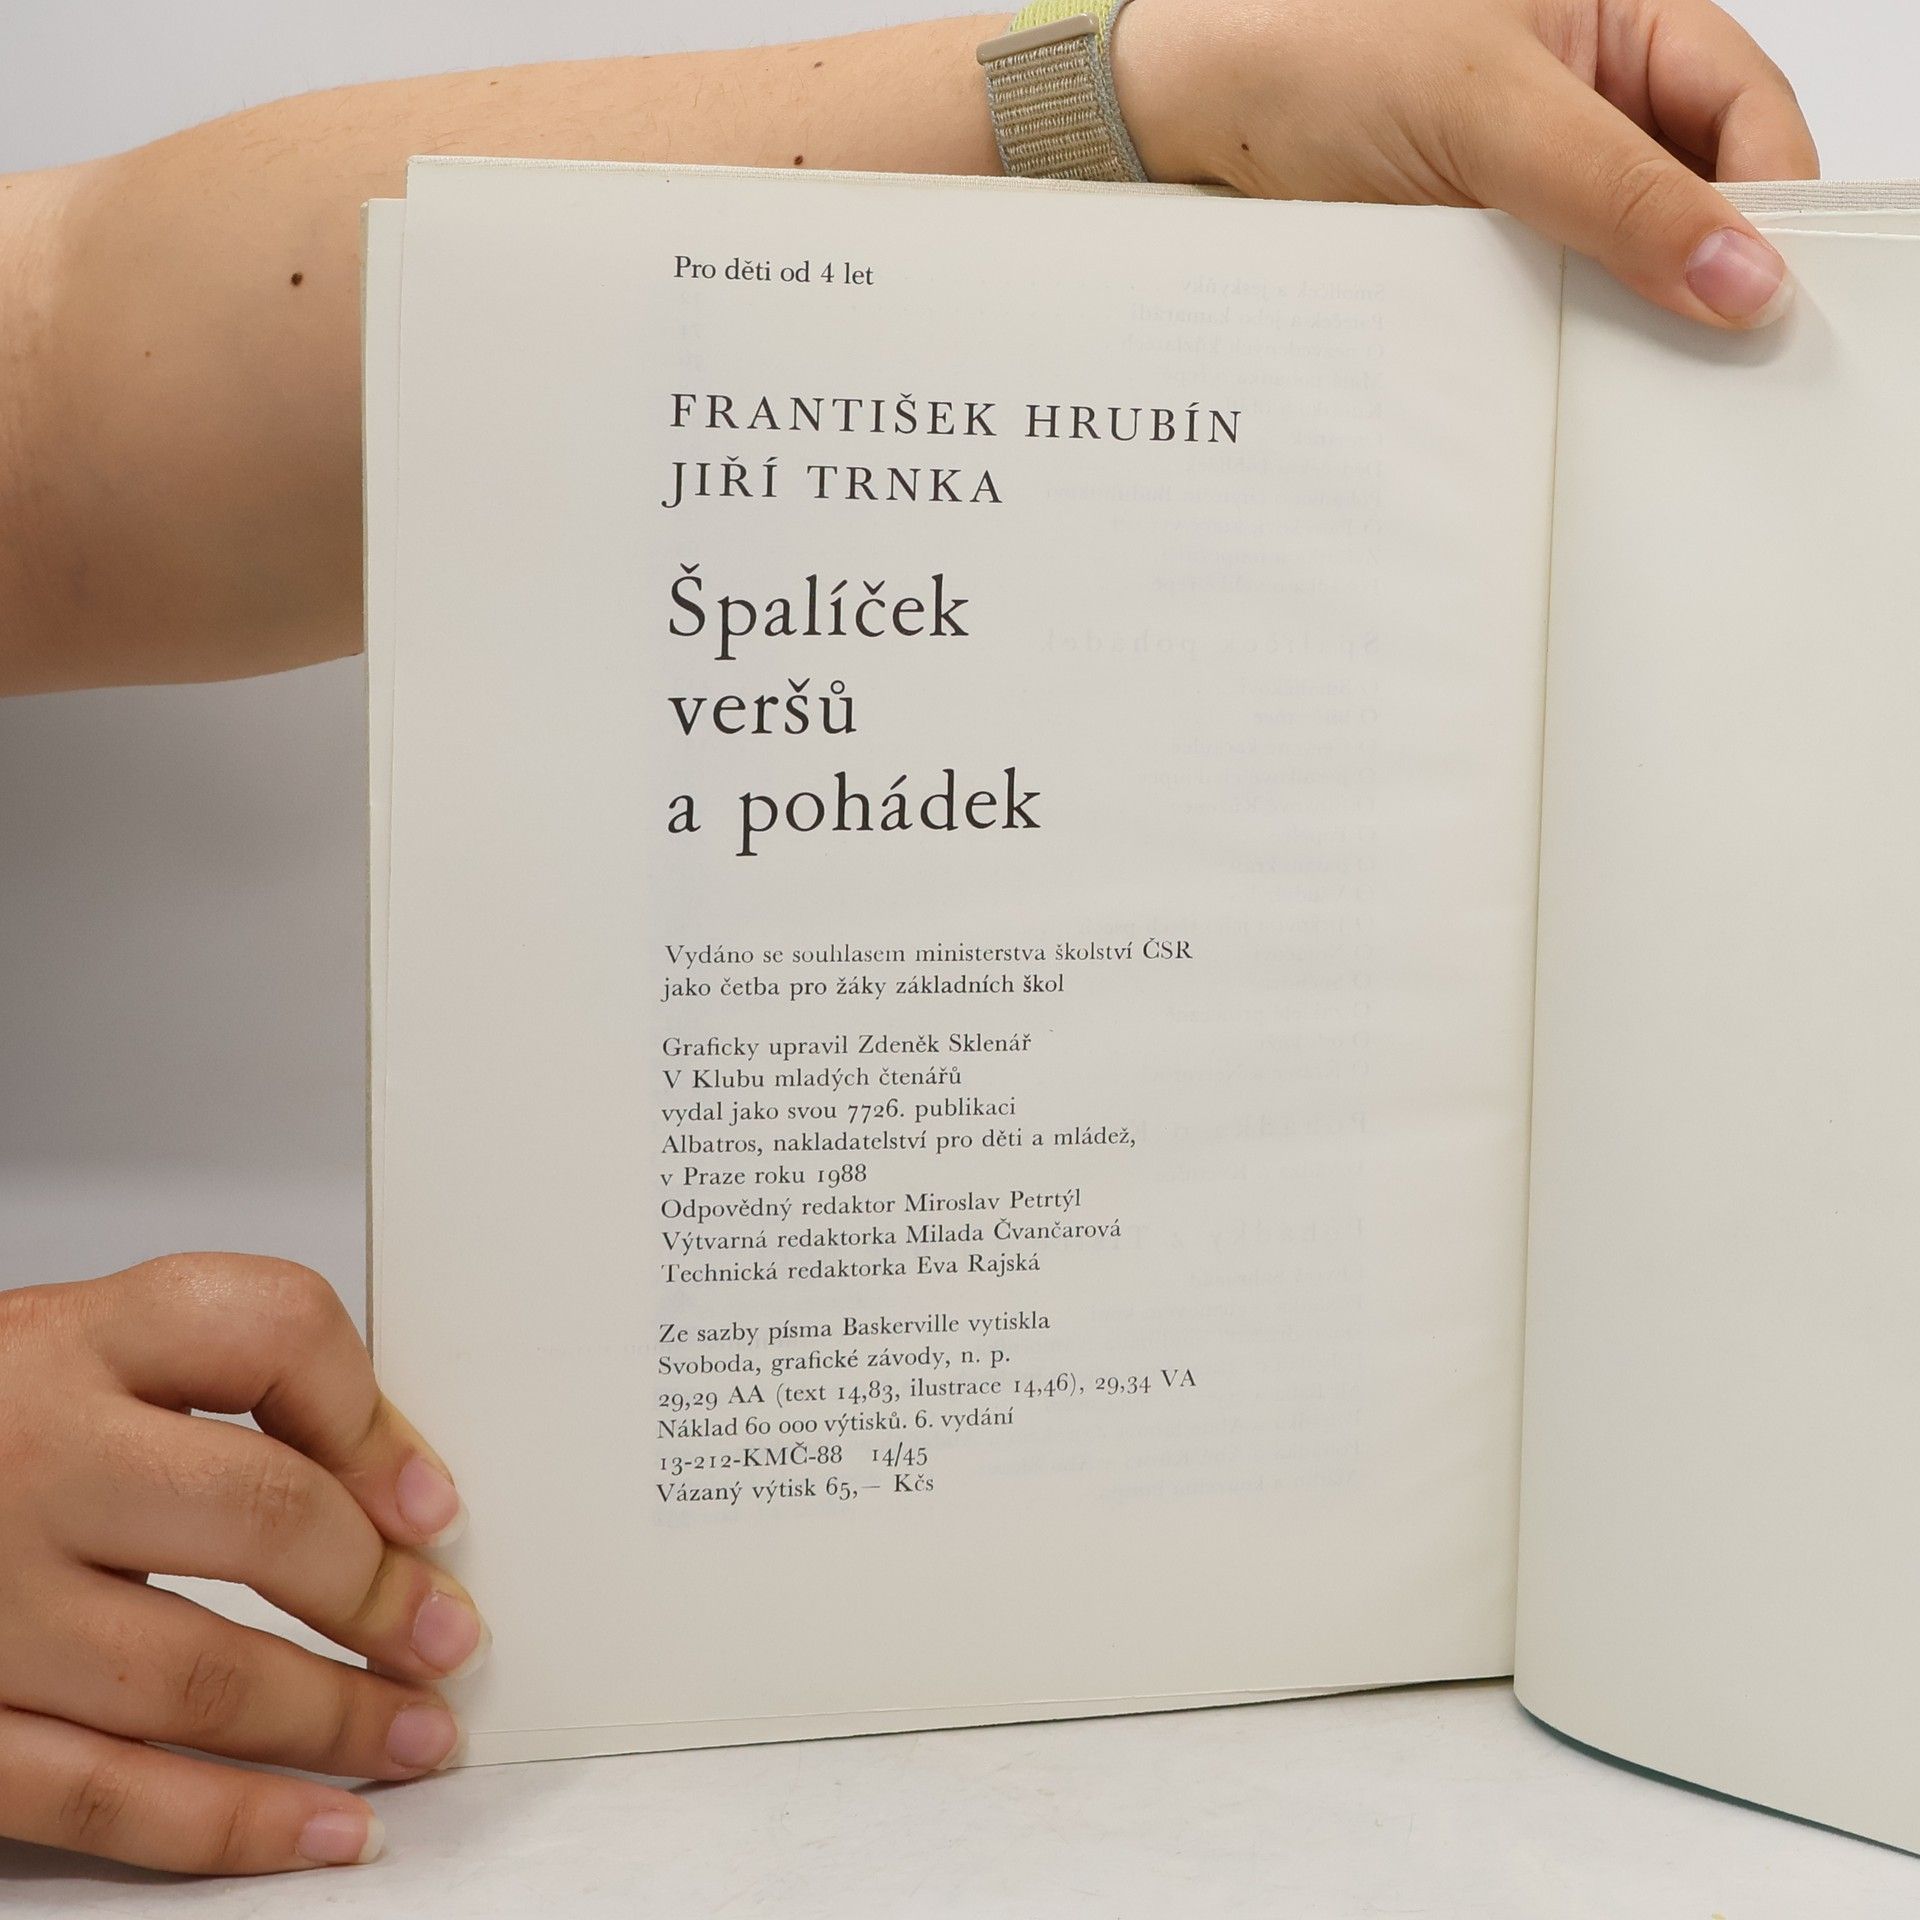 Pro děti od 4 let
FRANTIŠEK HRUBÍN
JIŘÍ TRNKA
Špalíček
veršů
a pohádek
Vydáno se souhlasem ministerstva školství ČSR
jako četba pro žáky základních škol
Graficky upravil Zdeněk Sklenář
V Klubu mladých čtenářů
vydal jako svou 7726. publikaci
Albatros, nakladatelství pro děti a mládež,
v Praze roku 1988
Odpovědný redaktor Miroslav Petrtýl
Výtvarná redaktorka Milada Čvančarová
Technická redaktorka Eva Rajská
Ze sazby písma Baskerville vytiskla
Svoboda, grafické závody, n. p.
29,29 AA (text 14,83, ilustrace 14,46), 29,34 VA
Náklad 60 000 výtisků. 6. vydání
13-212-KMČ-88 14/45
Vázaný výtisk 65,— Kčs